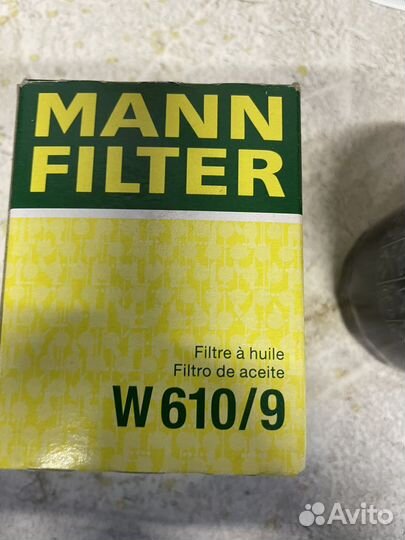 MANN
FILTER
Filtre à huile
Filtro de aceite
W 610/9
Avito